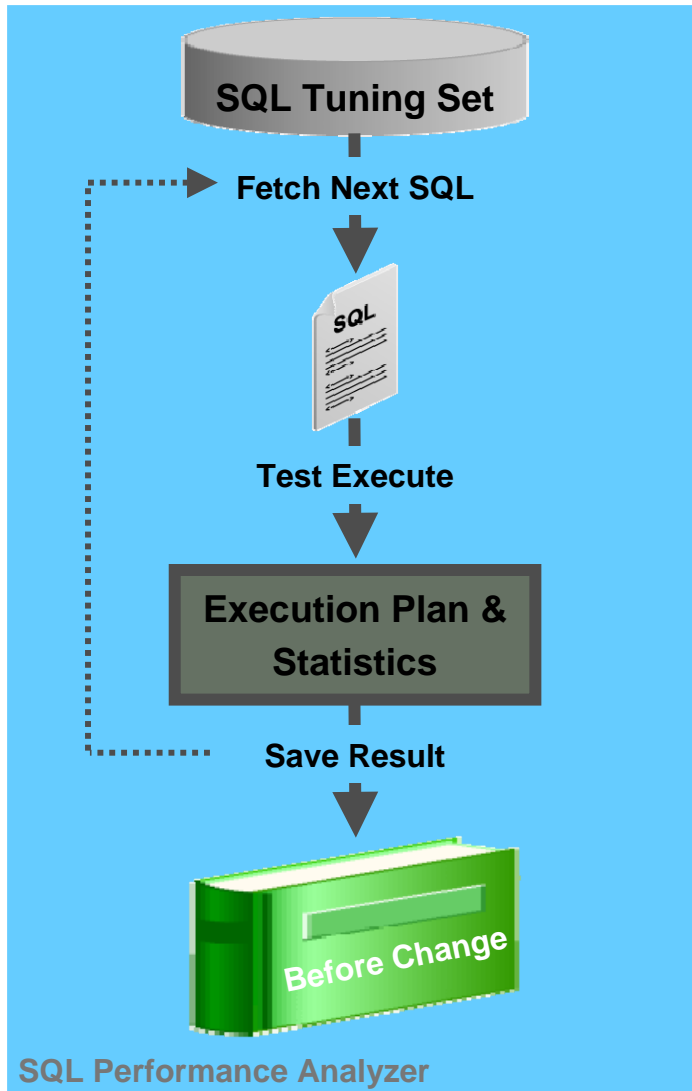 SQL Tuning Set
Fetch Next SQL
SQL
Test Execute
Execution Plan &
Statistics
Save Result
Before Change
SQL Performance Analyzer